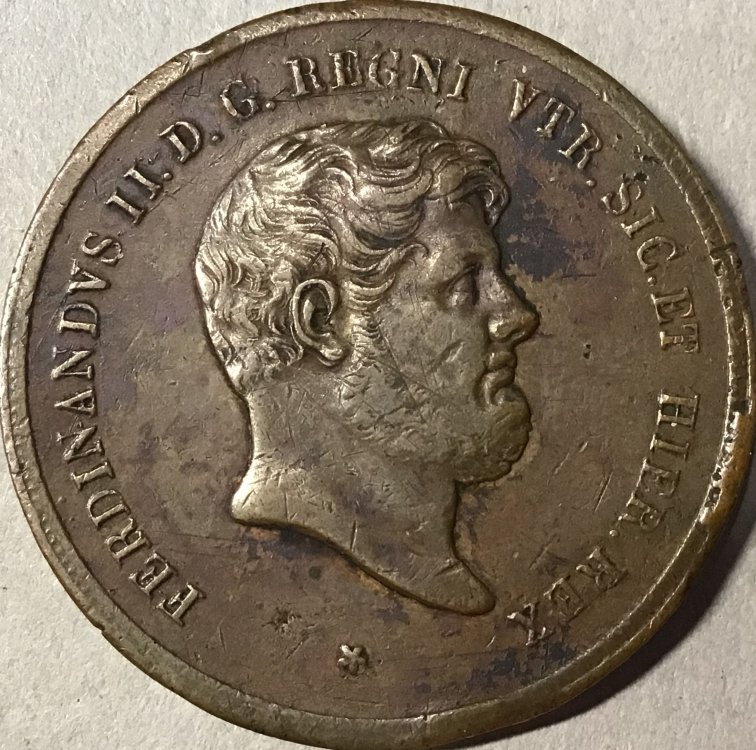 FERDINANDVS II. D. G. REGNI VTR. SIC. ET HIER. REX